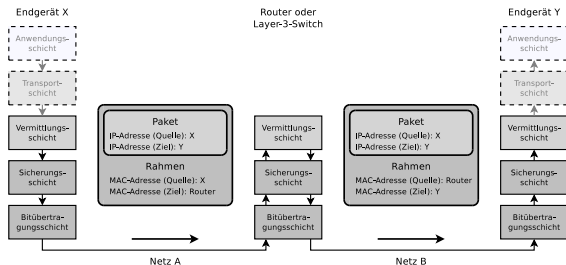 Endgerät X
Router oder
Layer-3-Switch
Endgerät Y
Anwendungs-
schicht
Transport-
schicht
Vermittlungs-
schicht
Sicherungs-
schicht
Bitübertra-
gungsschicht
Paket
IP-Adresse (Quelle): X
IP-Adresse (Ziel): Y
Rahmen
MAC-Adresse (Quelle): X
MAC-Adresse (Ziel): Router
Vermittlungs-
schicht
Sicherungs-
schicht
Bitübertra-
gungsschicht
Paket
IP-Adresse (Quelle): X
IP-Adresse (Ziel): Y
Rahmen
MAC-Adresse (Quelle): Router
MAC-Adresse (Ziel): Y
Anwendungs-
schicht
Transport-
schicht
Vermittlungs-
schicht
Sicherungs-
schicht
Bitübertra-
gungsschicht
Netz A
Netz B